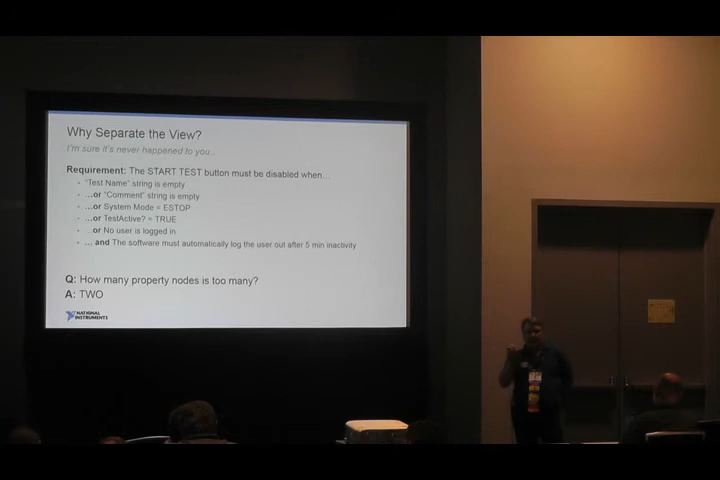 Why Separate the View?
I'm sure it's never happened to you...
Requirement: The START TEST button must be disabled when...
- "Test Name" string is empty
- ...or "Comment" string is empty
- ...or System Mode = ESTOP
- ...or TestActive? = TRUE
- ...or No user is logged in
- ... and The software must automatically log the user out after 5 min inactivity
Q: How many property nodes is too many?
A: TWO
NATIONAL
INSTRUMENTS